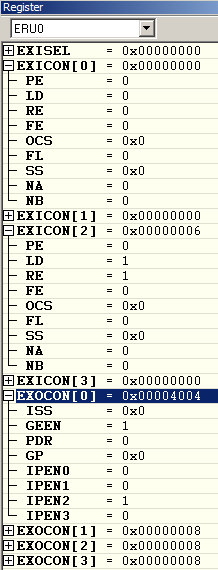 Register
ERU0
EXISEL = 0x00000000
EXICON[0] = 0x00000000
PE = 0
LD = 0
RE = 0
FE = 0
OCS = 0x0
FL = 0
SS = 0x0
NA = 0
NB = 0
EXICON[1] = 0x00000000
EXICON[2] = 0x00000006
PE = 0
LD = 1
RE = 1
FE = 0
OCS = 0x0
FL = 0
SS = 0x0
NA = 0
NB = 0
EXICON[3] = 0x00000000
EXOCON[0] = 0x00004004
ISS = 0x0
GEEN = 1
PDR = 0
GP = 0x0
IPEN0 = 0
IPEN1 = 0
IPEN2 = 1
IPEN3 = 0
EXOCON[1] = 0x00000008
EXOCON[2] = 0x00000008
EXOCON[3] = 0x00000008